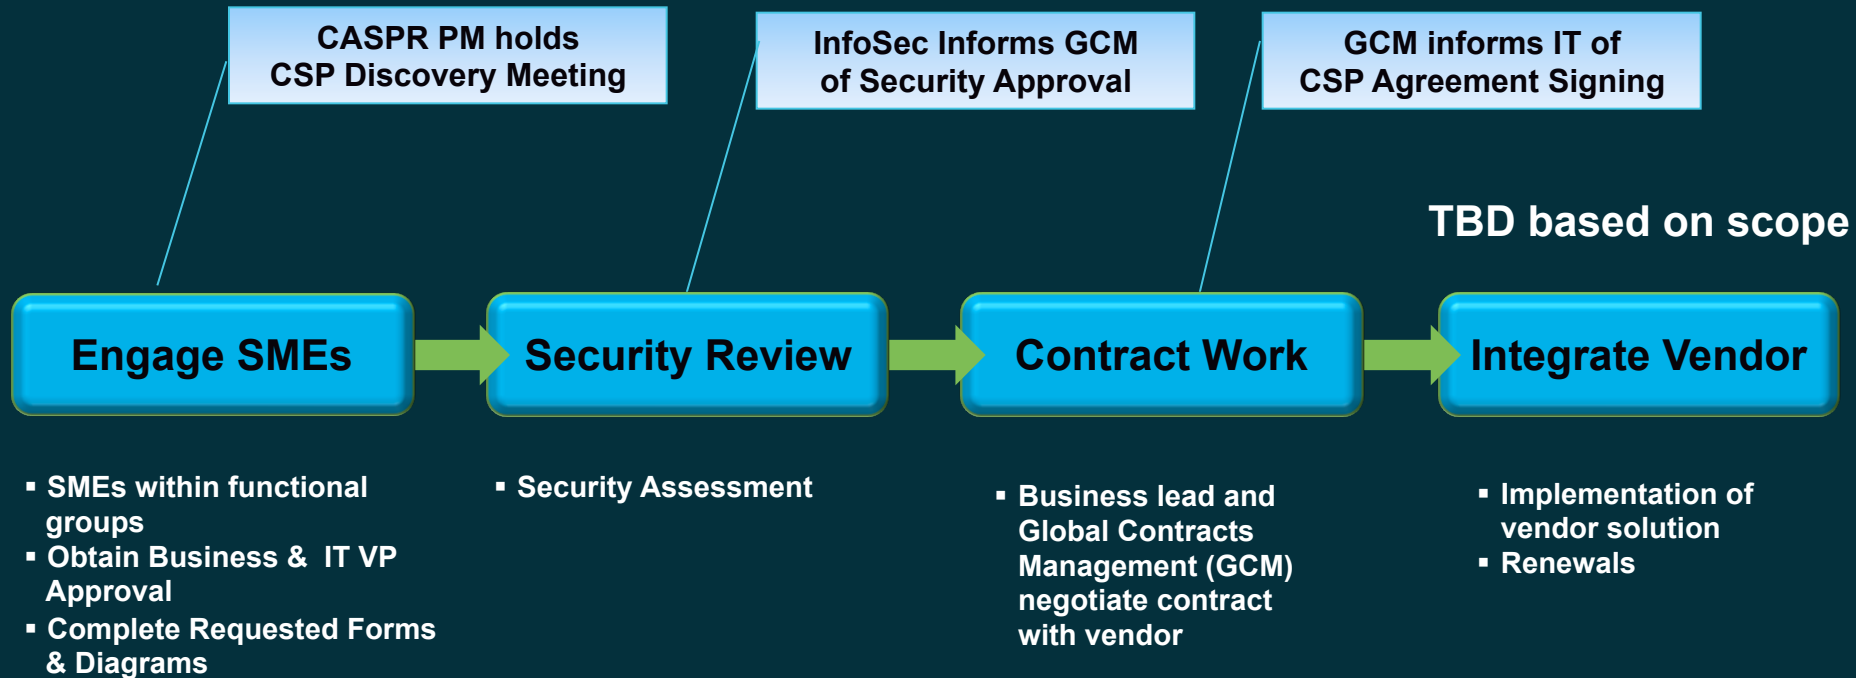 CASPR PM holds
CSP Discovery Meeting
InfoSec Informs GCM
of Security Approval
GCM informs IT of
CSP Agreement Signing
TBD based on scope
Engage SMEs
Security Review
Contract Work
Integrate Vendor
▪ SMEs within functional
groups
▪ Obtain Business & IT VP
Approval
▪ Complete Requested Forms
& Diagrams
▪ Security Assessment
▪ Business lead and
Global Contracts
Management (GCM)
negotiate contract
with vendor
▪ Implementation of
vendor solution
▪ Renewals